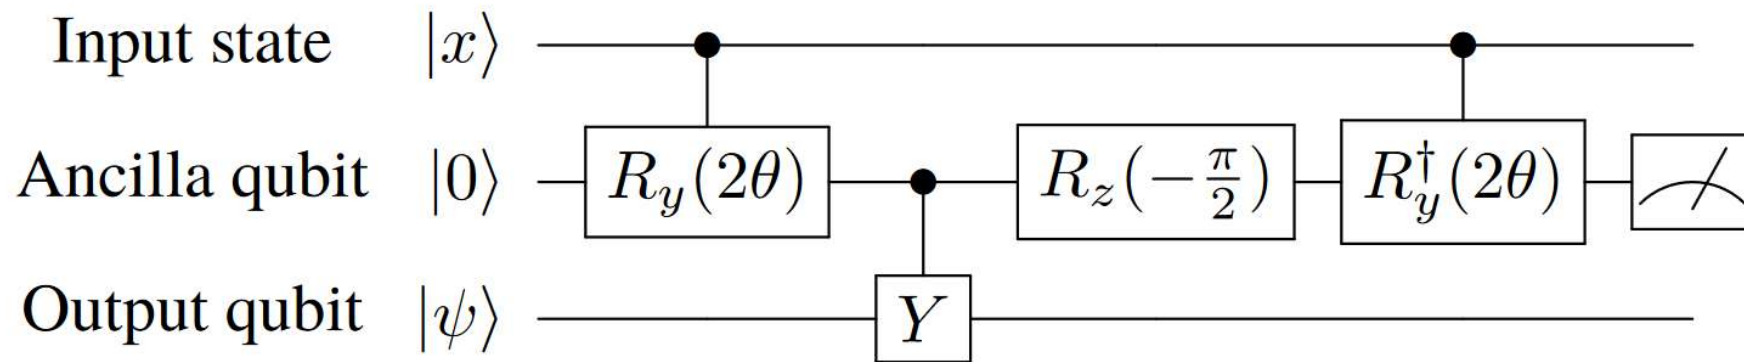 Input state |x⟩
Ancilla qubit |0⟩ R_y(2θ) R_z(−π/2) R_y†(2θ)
Output qubit |ψ⟩ Y